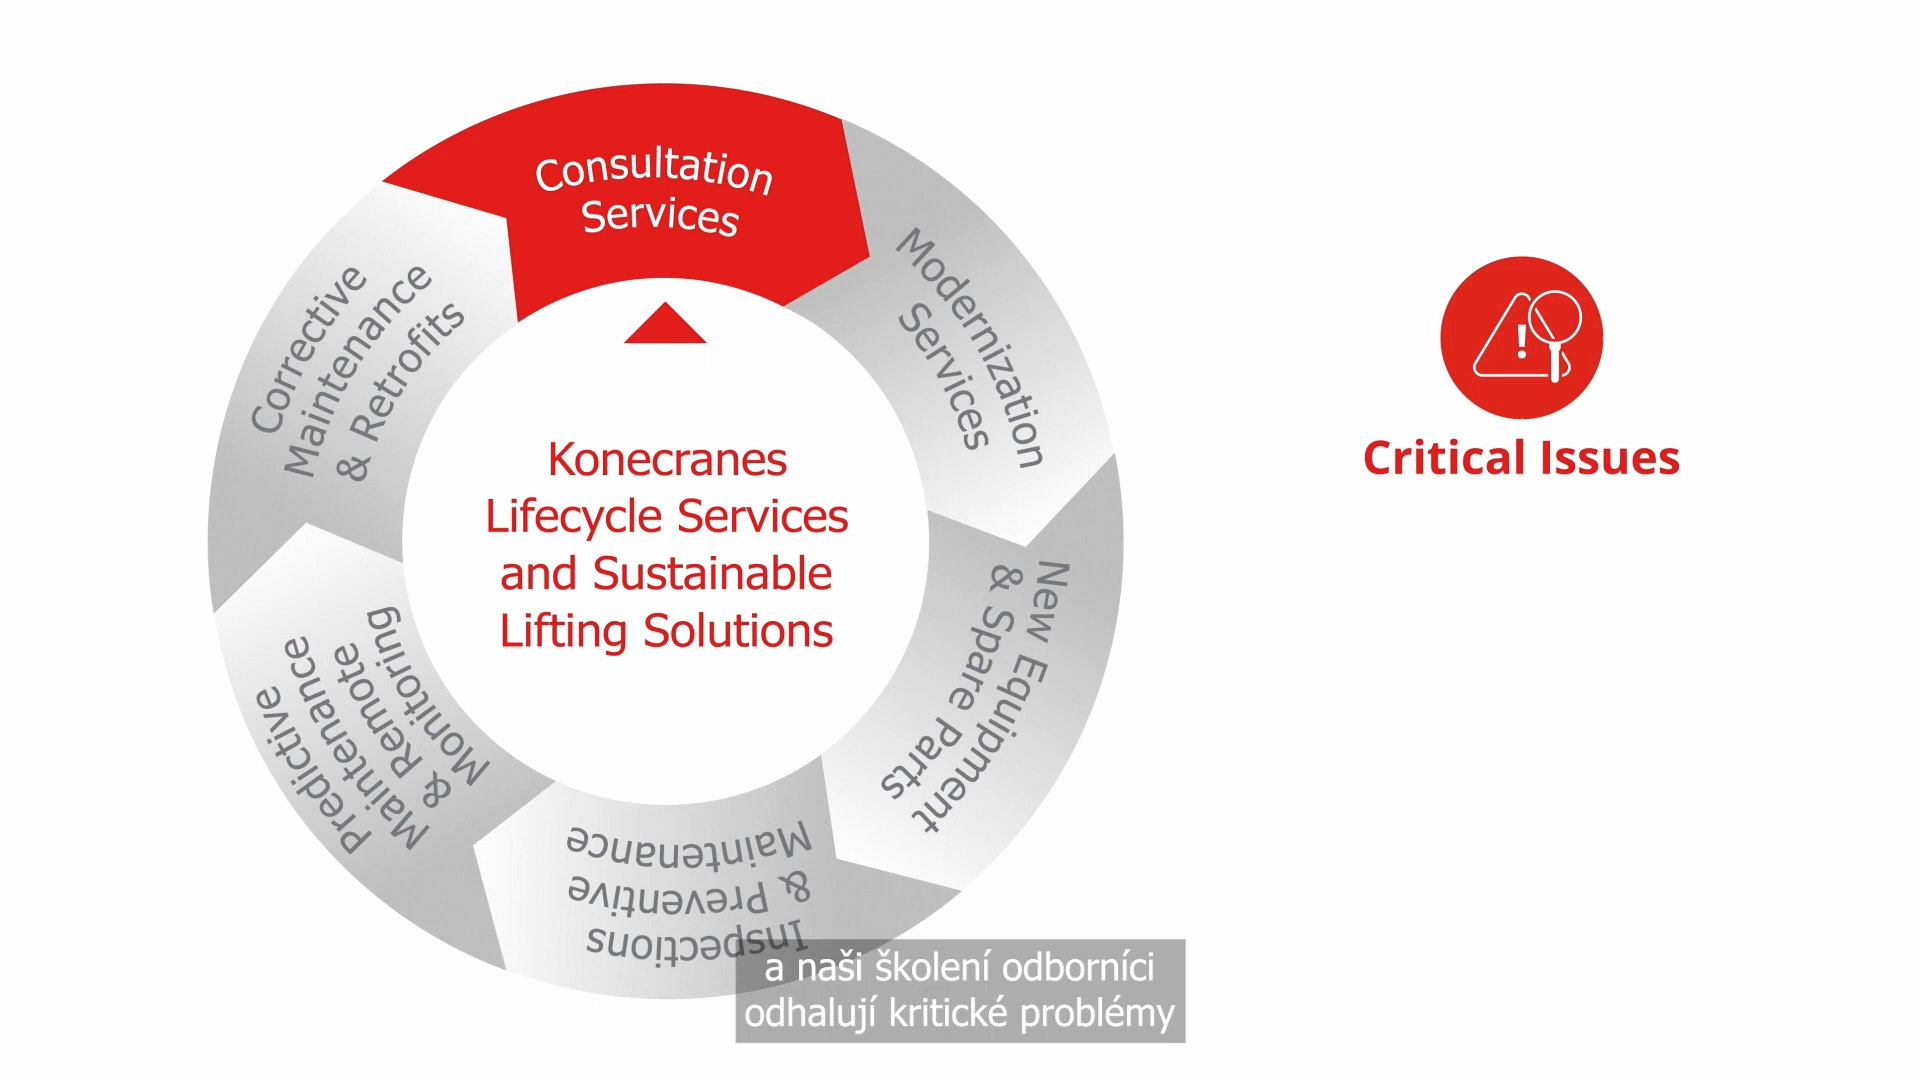 Consultation
Services
Modernization
Services
New Equipment
& Spare Parts
Inspections
& Preventive
Maintenance
Predictive
Maintenance
& Remote
Monitoring
Corrective
Maintenance
& Retrofits
Konecranes
Lifecycle Services
and Sustainable
Lifting Solutions
Critical Issues
a naši školení odborníci
odhalují kritické problémy